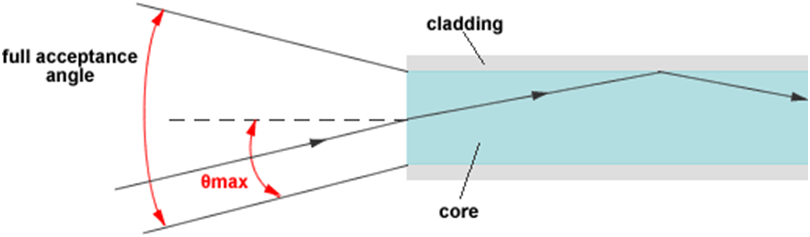 cladding
full acceptance
angle
θmax
core